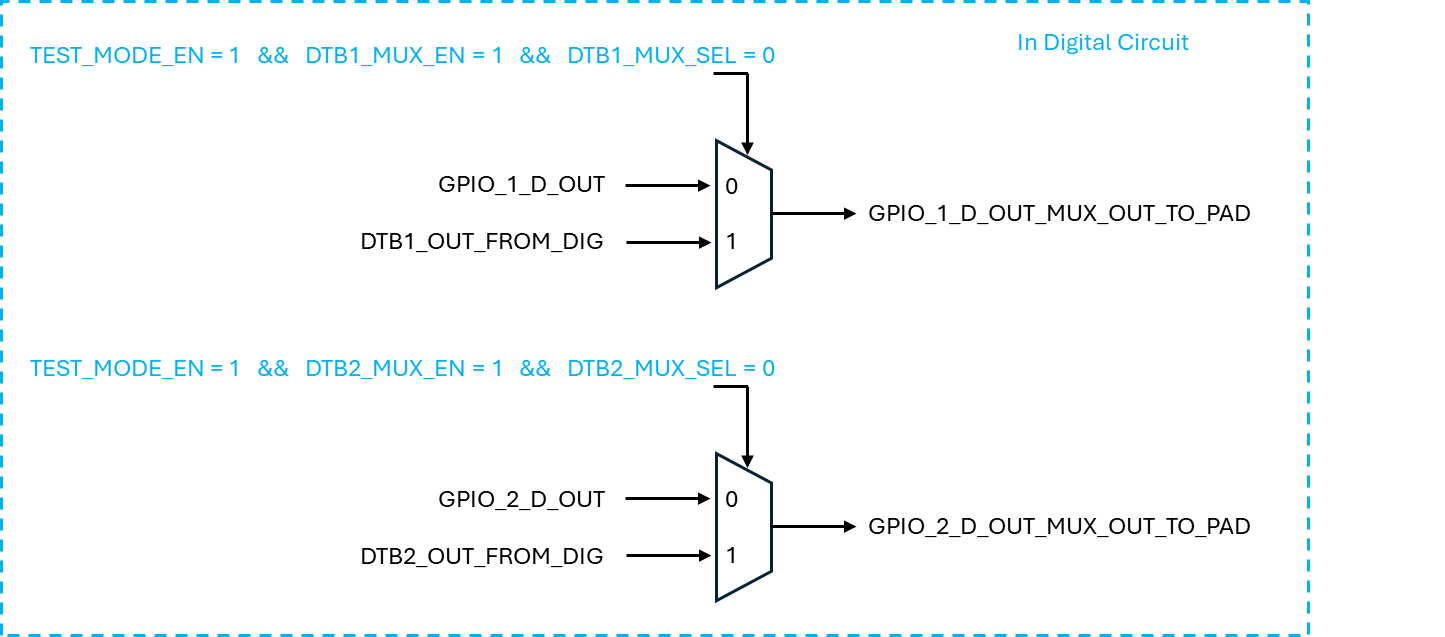 TEST_MODE_EN = 1 && DTB1_MUX_EN = 1 && DTB1_MUX_SEL = 0
In Digital Circuit
GPIO_1_D_OUT
0
DTB1_OUT_FROM_DIG
1
GPIO_1_D_OUT_MUX_OUT_TO_PAD
TEST_MODE_EN = 1 && DTB2_MUX_EN = 1 && DTB2_MUX_SEL = 0
GPIO_2_D_OUT
0
DTB2_OUT_FROM_DIG
1
GPIO_2_D_OUT_MUX_OUT_TO_PAD